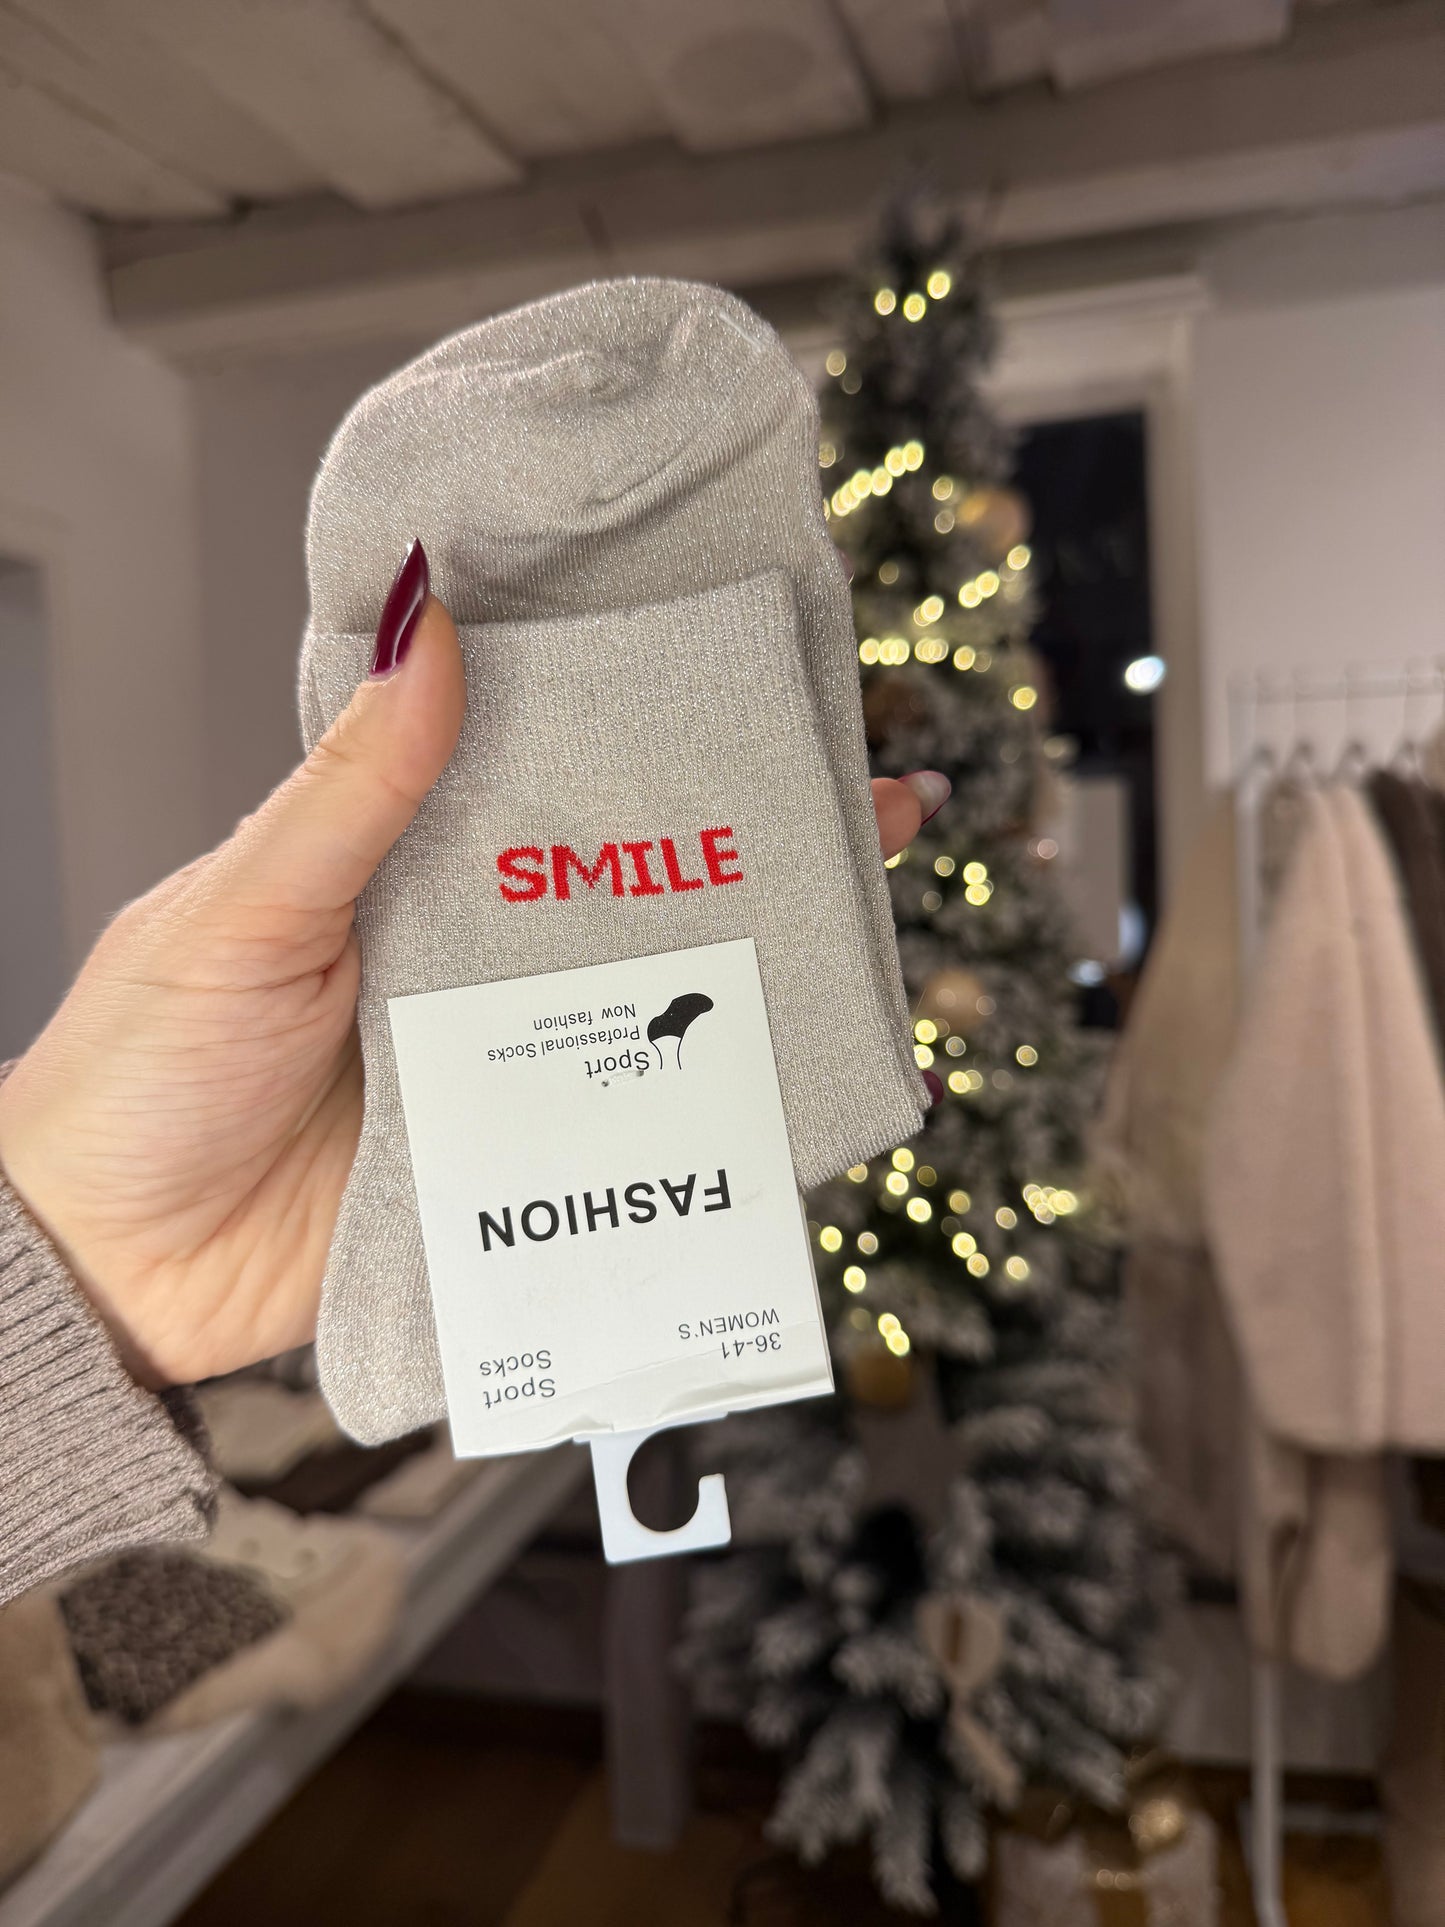 SMILE
Sport
Professional Socks
Now fashion
FASHION
Sport
Socks
36-41
WOMEN'S